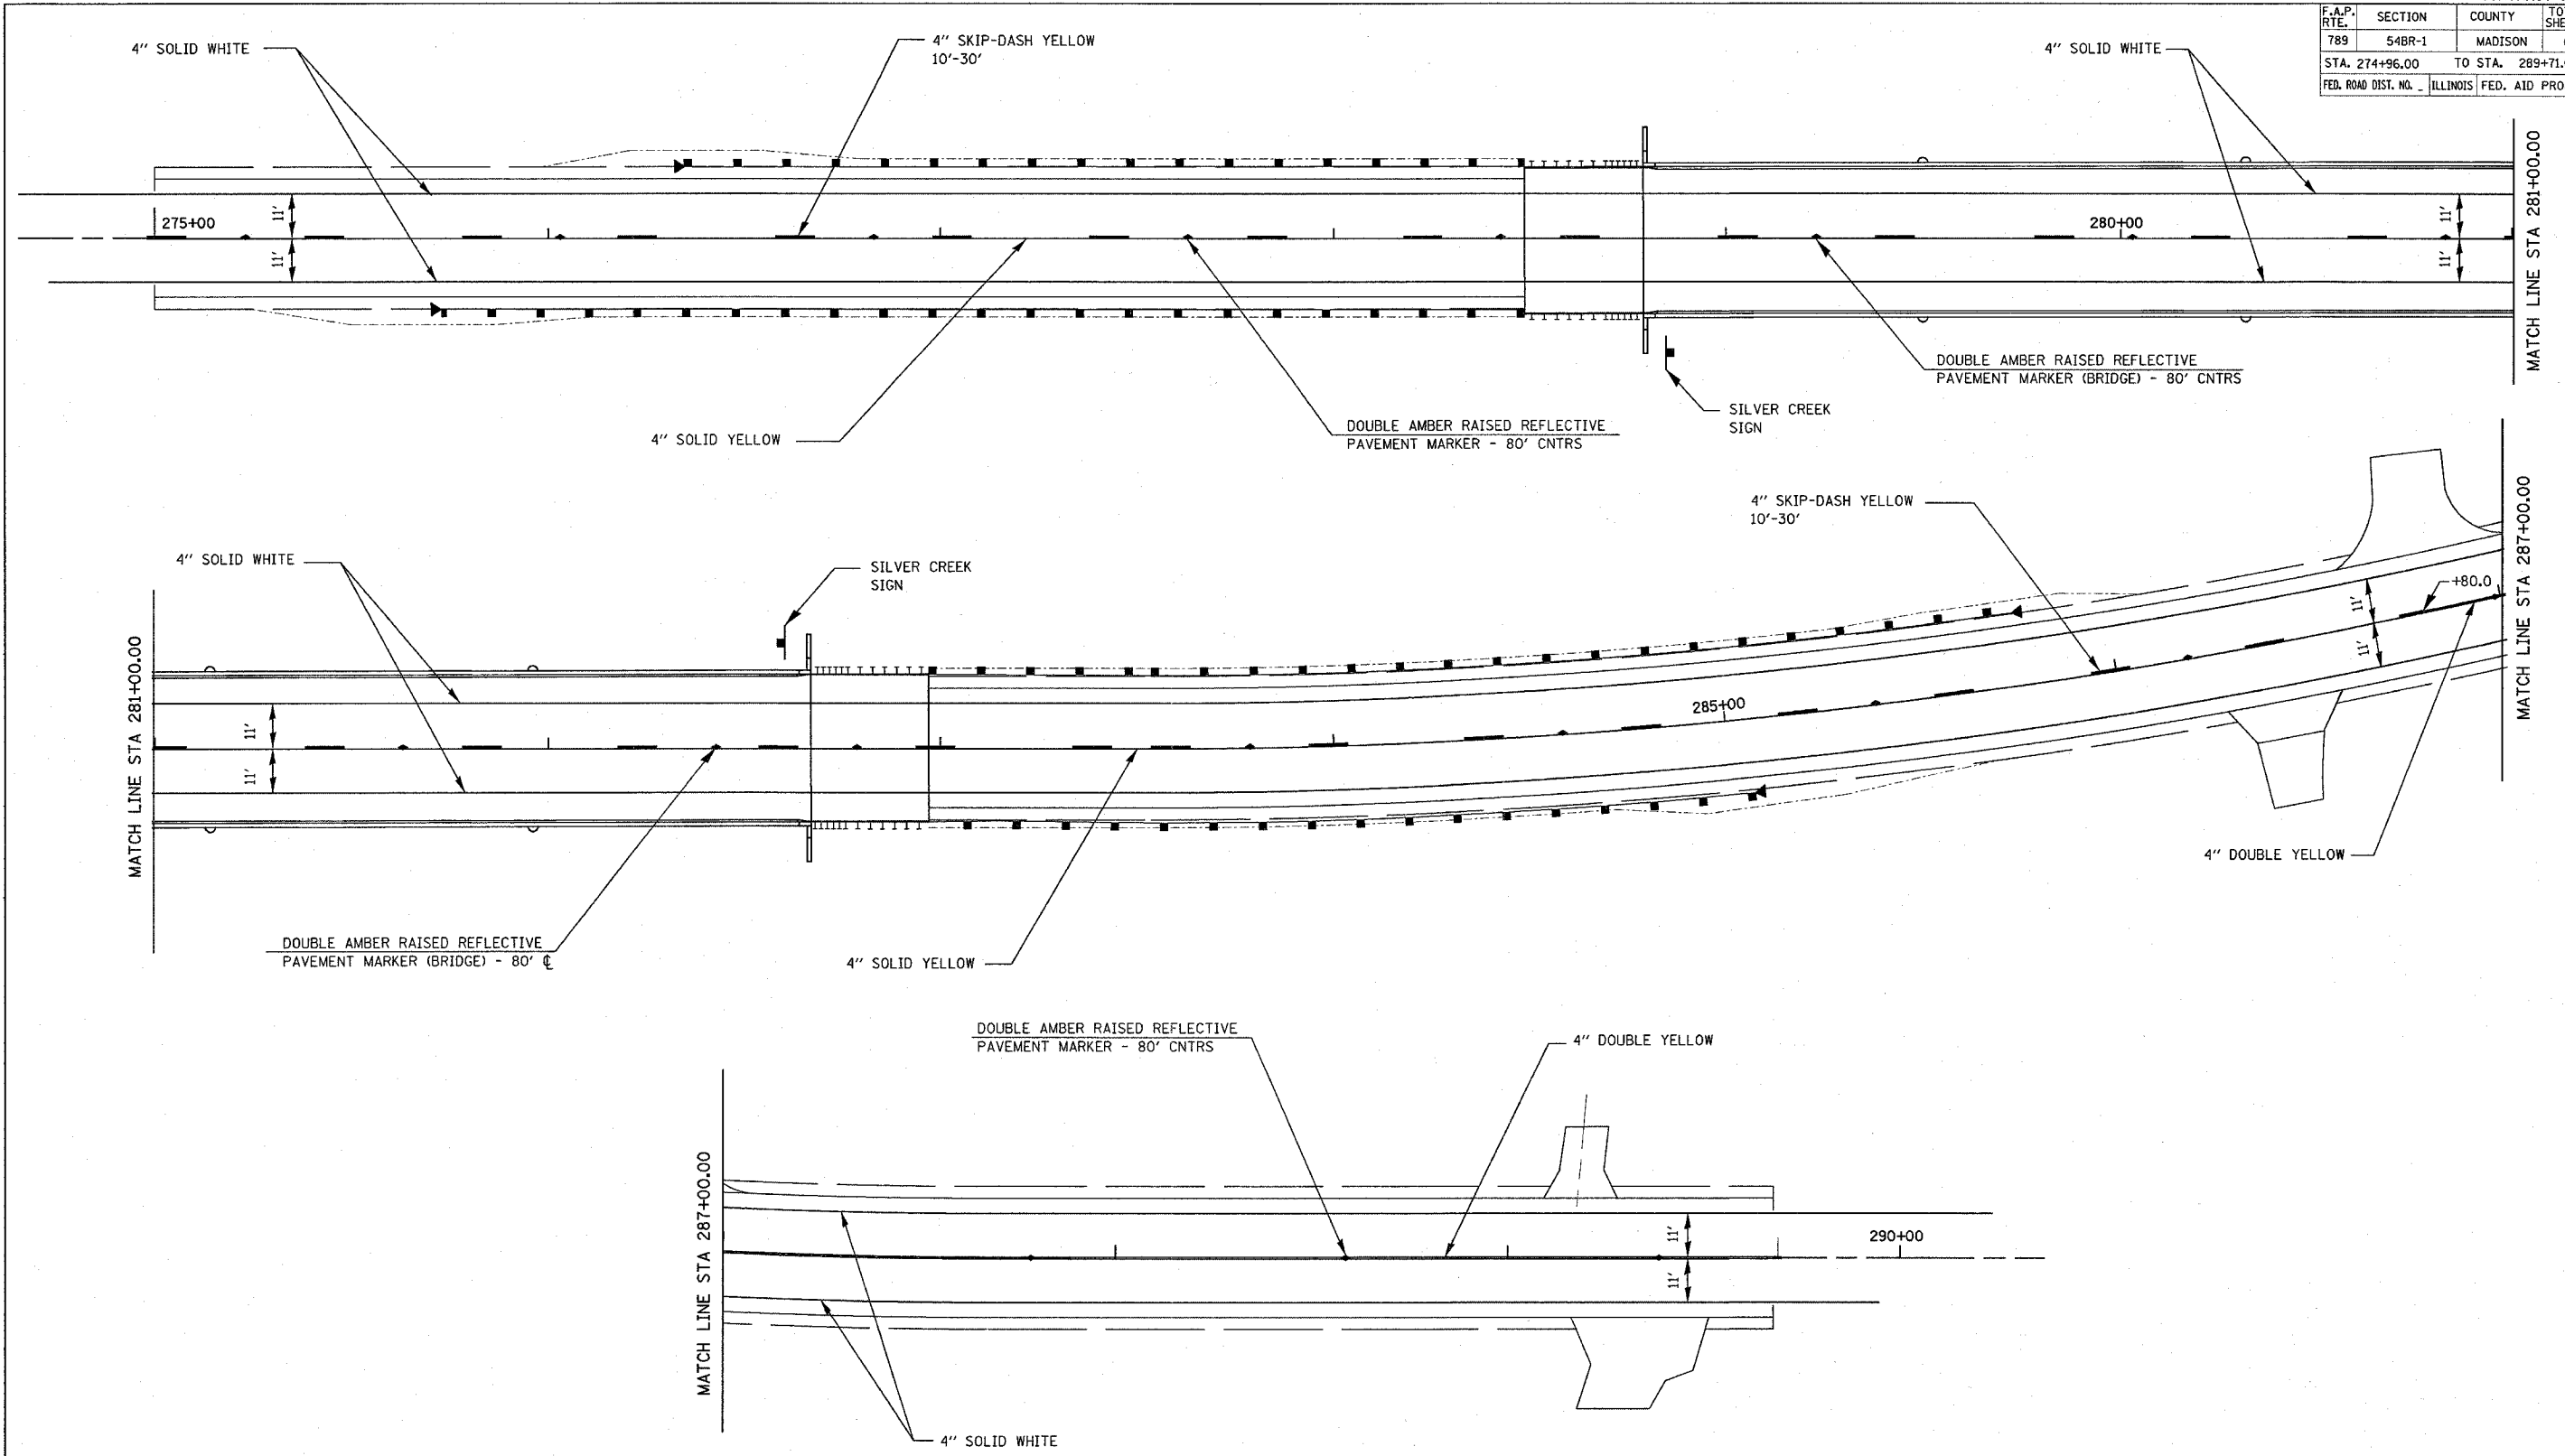 F.A.P. RTE. SECTION COUNTY
789 54BR-1 MADISON
STA. 274+96.00 TO STA. 289+71.
FED. ROAD DIST. NO. _ ILLINOIS FED. AID
4" SOLID WHITE
4" SKIP-DASH YELLOW
10'-30'
4" SOLID WHITE
275+00
11'
11'
280+00
11'
11'
MATCH LINE STA 281+00.00
4" SOLID YELLOW
DOUBLE AMBER RAISED REFLECTIVE
PAVEMENT MARKER - 80' CNTRS
DOUBLE AMBER RAISED REFLECTIVE
PAVEMENT MARKER (BRIDGE) - 80' CNTRS
SILVER CREEK
SIGN
4" SOLID WHITE
SILVER CREEK
SIGN
4" SKIP-DASH YELLOW
10'-30'
MATCH LINE STA 281+00.00
11'
11'
285+00
11'
11'
+80.0
MATCH LINE STA 287+00.00
DOUBLE AMBER RAISED REFLECTIVE
PAVEMENT MARKER (BRIDGE) - 80' ℄
4" SOLID YELLOW
4" DOUBLE YELLOW
DOUBLE AMBER RAISED REFLECTIVE
PAVEMENT MARKER - 80' CNTRS
4" DOUBLE YELLOW
MATCH LINE STA 287+00.00
11'
11'
290+00
4" SOLID WHITE